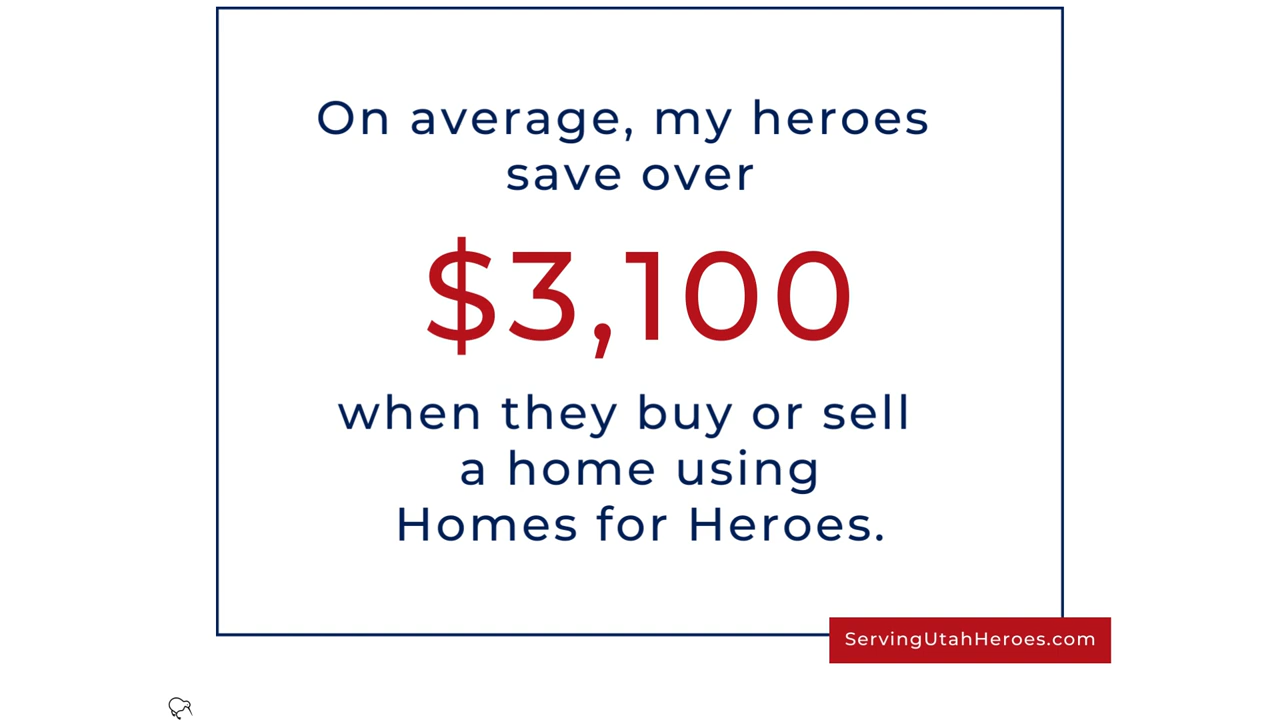 On average, my heroes
save over
$3,100
when they buy or sell
a home using
Homes for Heroes.
ServingUtahHeroes.com